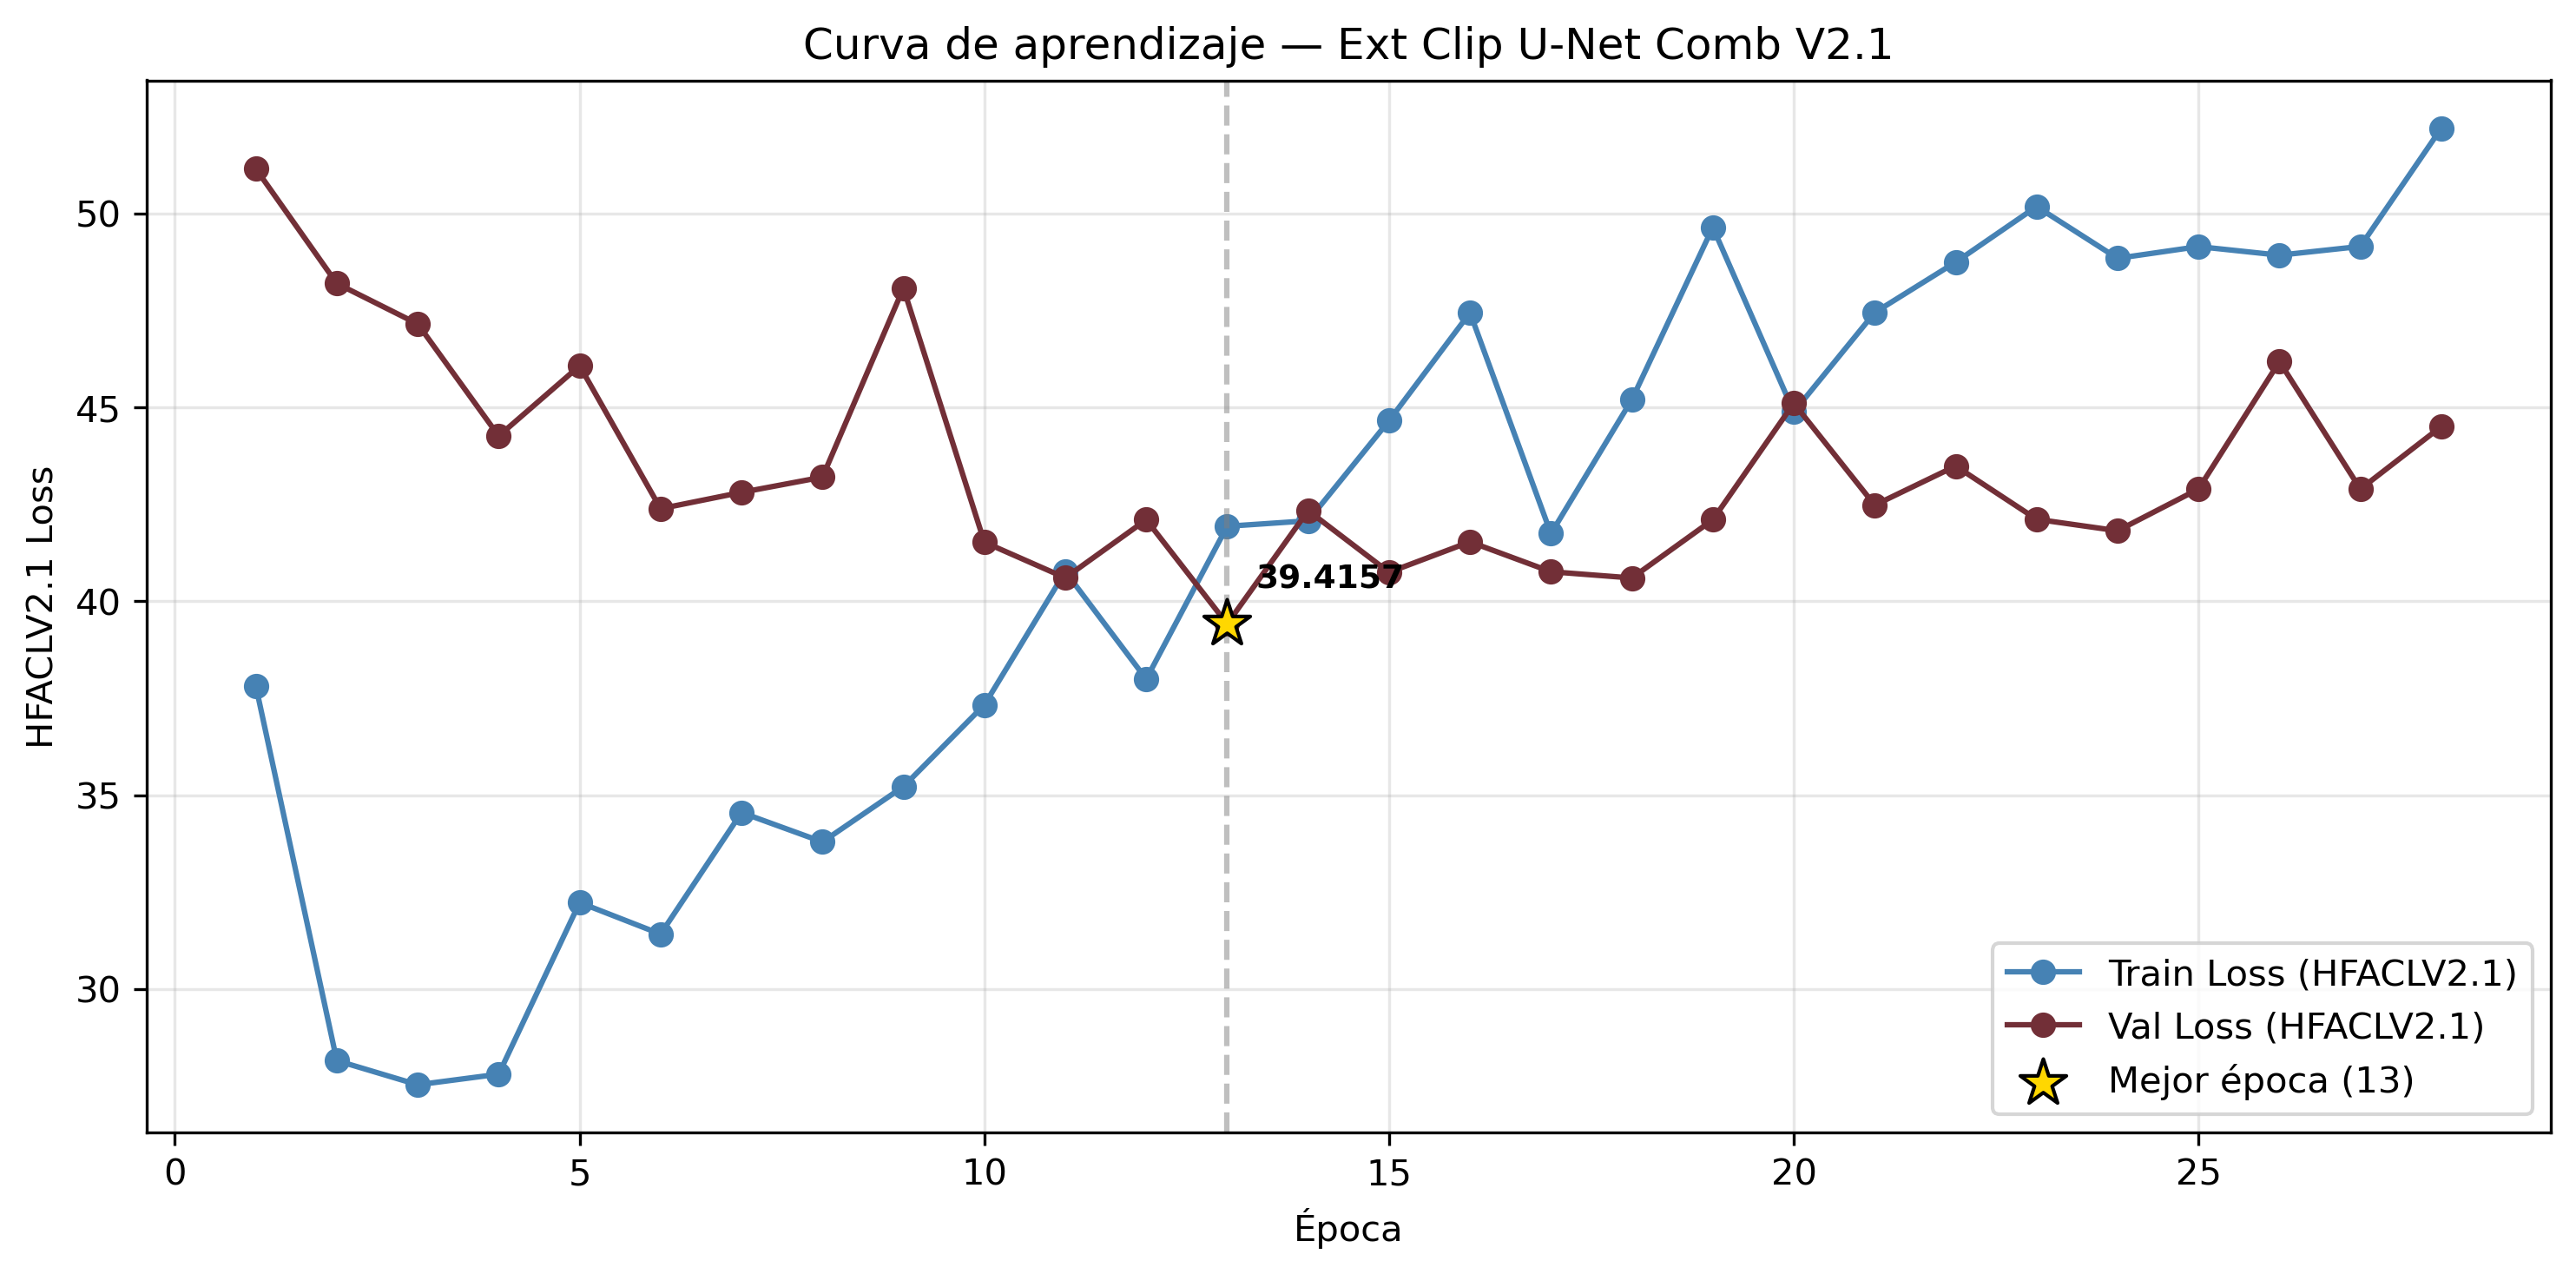 Curva de aprendizaje — Ext Clip U-Net Comb V2.1
HFACLV2.1 Loss
50
45
40
35
30
39.4157
Train Loss (HFACLV2.1)
Val Loss (HFACLV2.1)
Mejor época (13)
0 5 10 15 20 25
Época